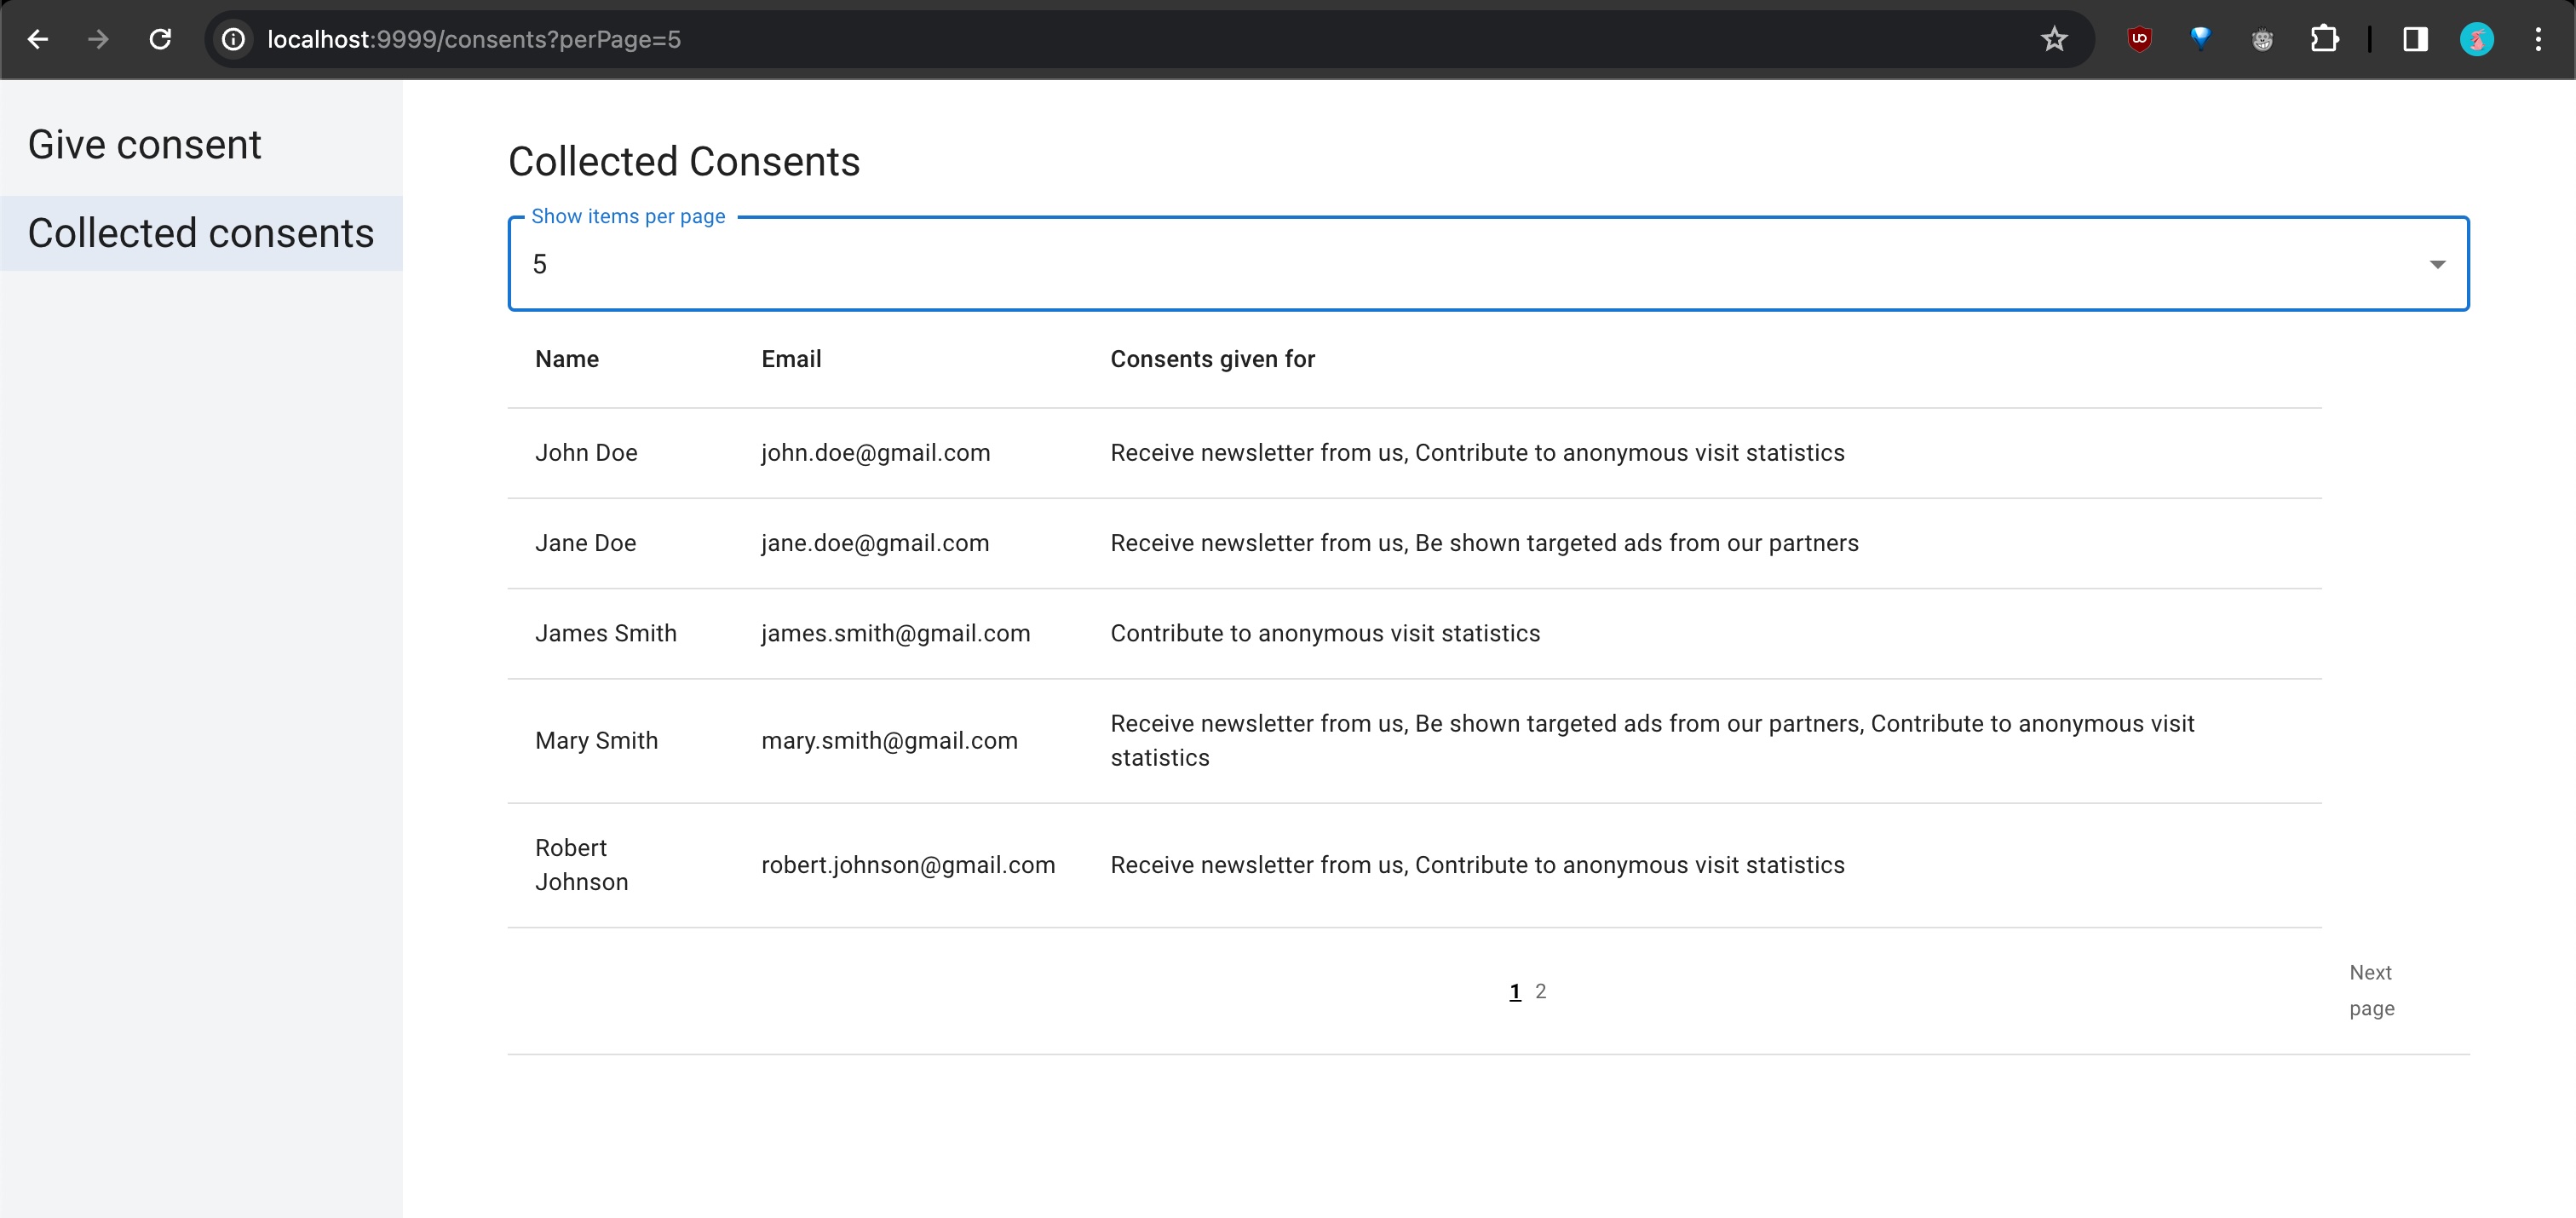 localhost:9999/consents?perPage=5
Give consent
Collected consents
Collected Consents
Show items per page
5
Name Email Consents given for
John Doe john.doe@gmail.com Receive newsletter from us, Contribute to anonymous visit statistics
Jane Doe jane.doe@gmail.com Receive newsletter from us, Be shown targeted ads from our partners
James Smith james.smith@gmail.com Contribute to anonymous visit statistics
Mary Smith mary.smith@gmail.com Receive newsletter from us, Be shown targeted ads from our partners, Contribute to anonymous visit
statistics
Robert
Johnson
robert.johnson@gmail.com Receive newsletter from us, Contribute to anonymous visit statistics
1 2
Next
page